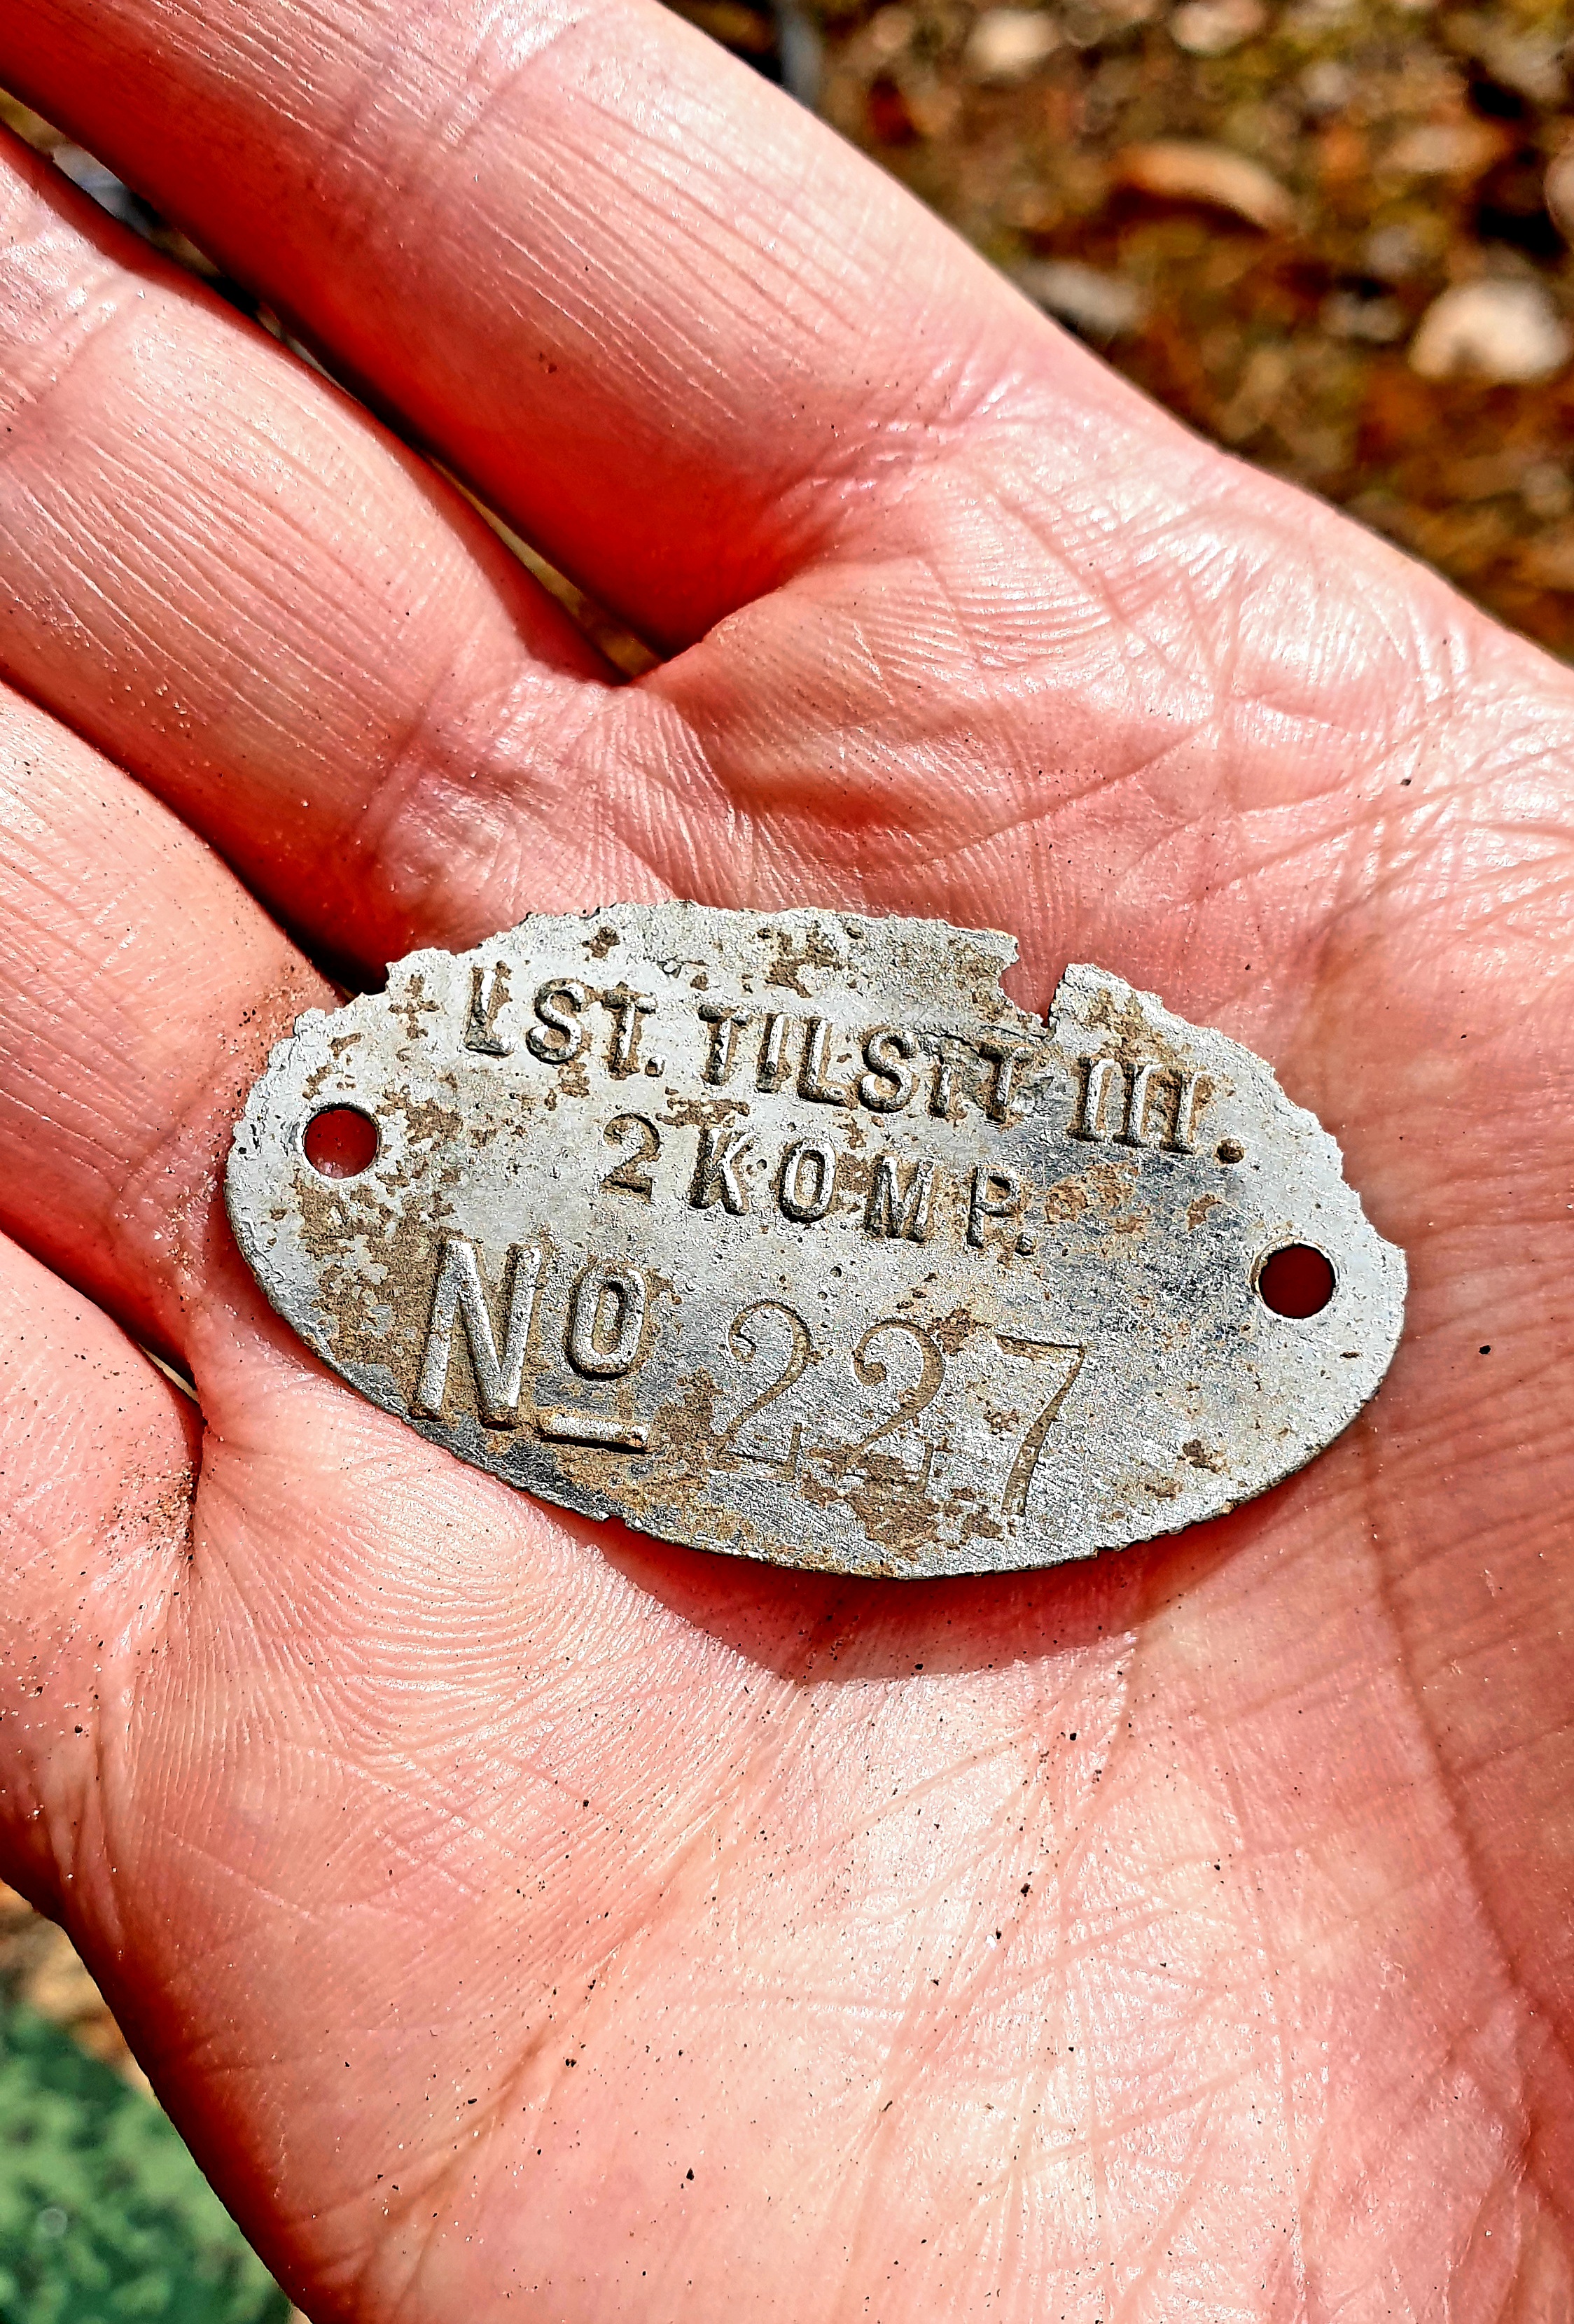 LST. TILSIT III.
2 KOMP.
No 227